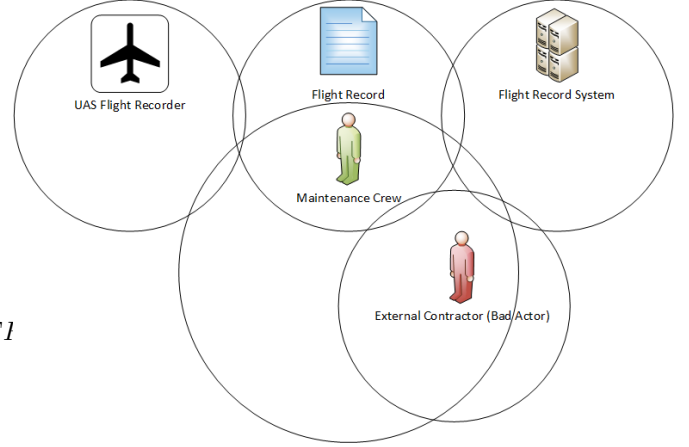 UAS Flight Recorder
Flight Record
Flight Record System
Maintenance Crew
External Contractor (Bad Actor)